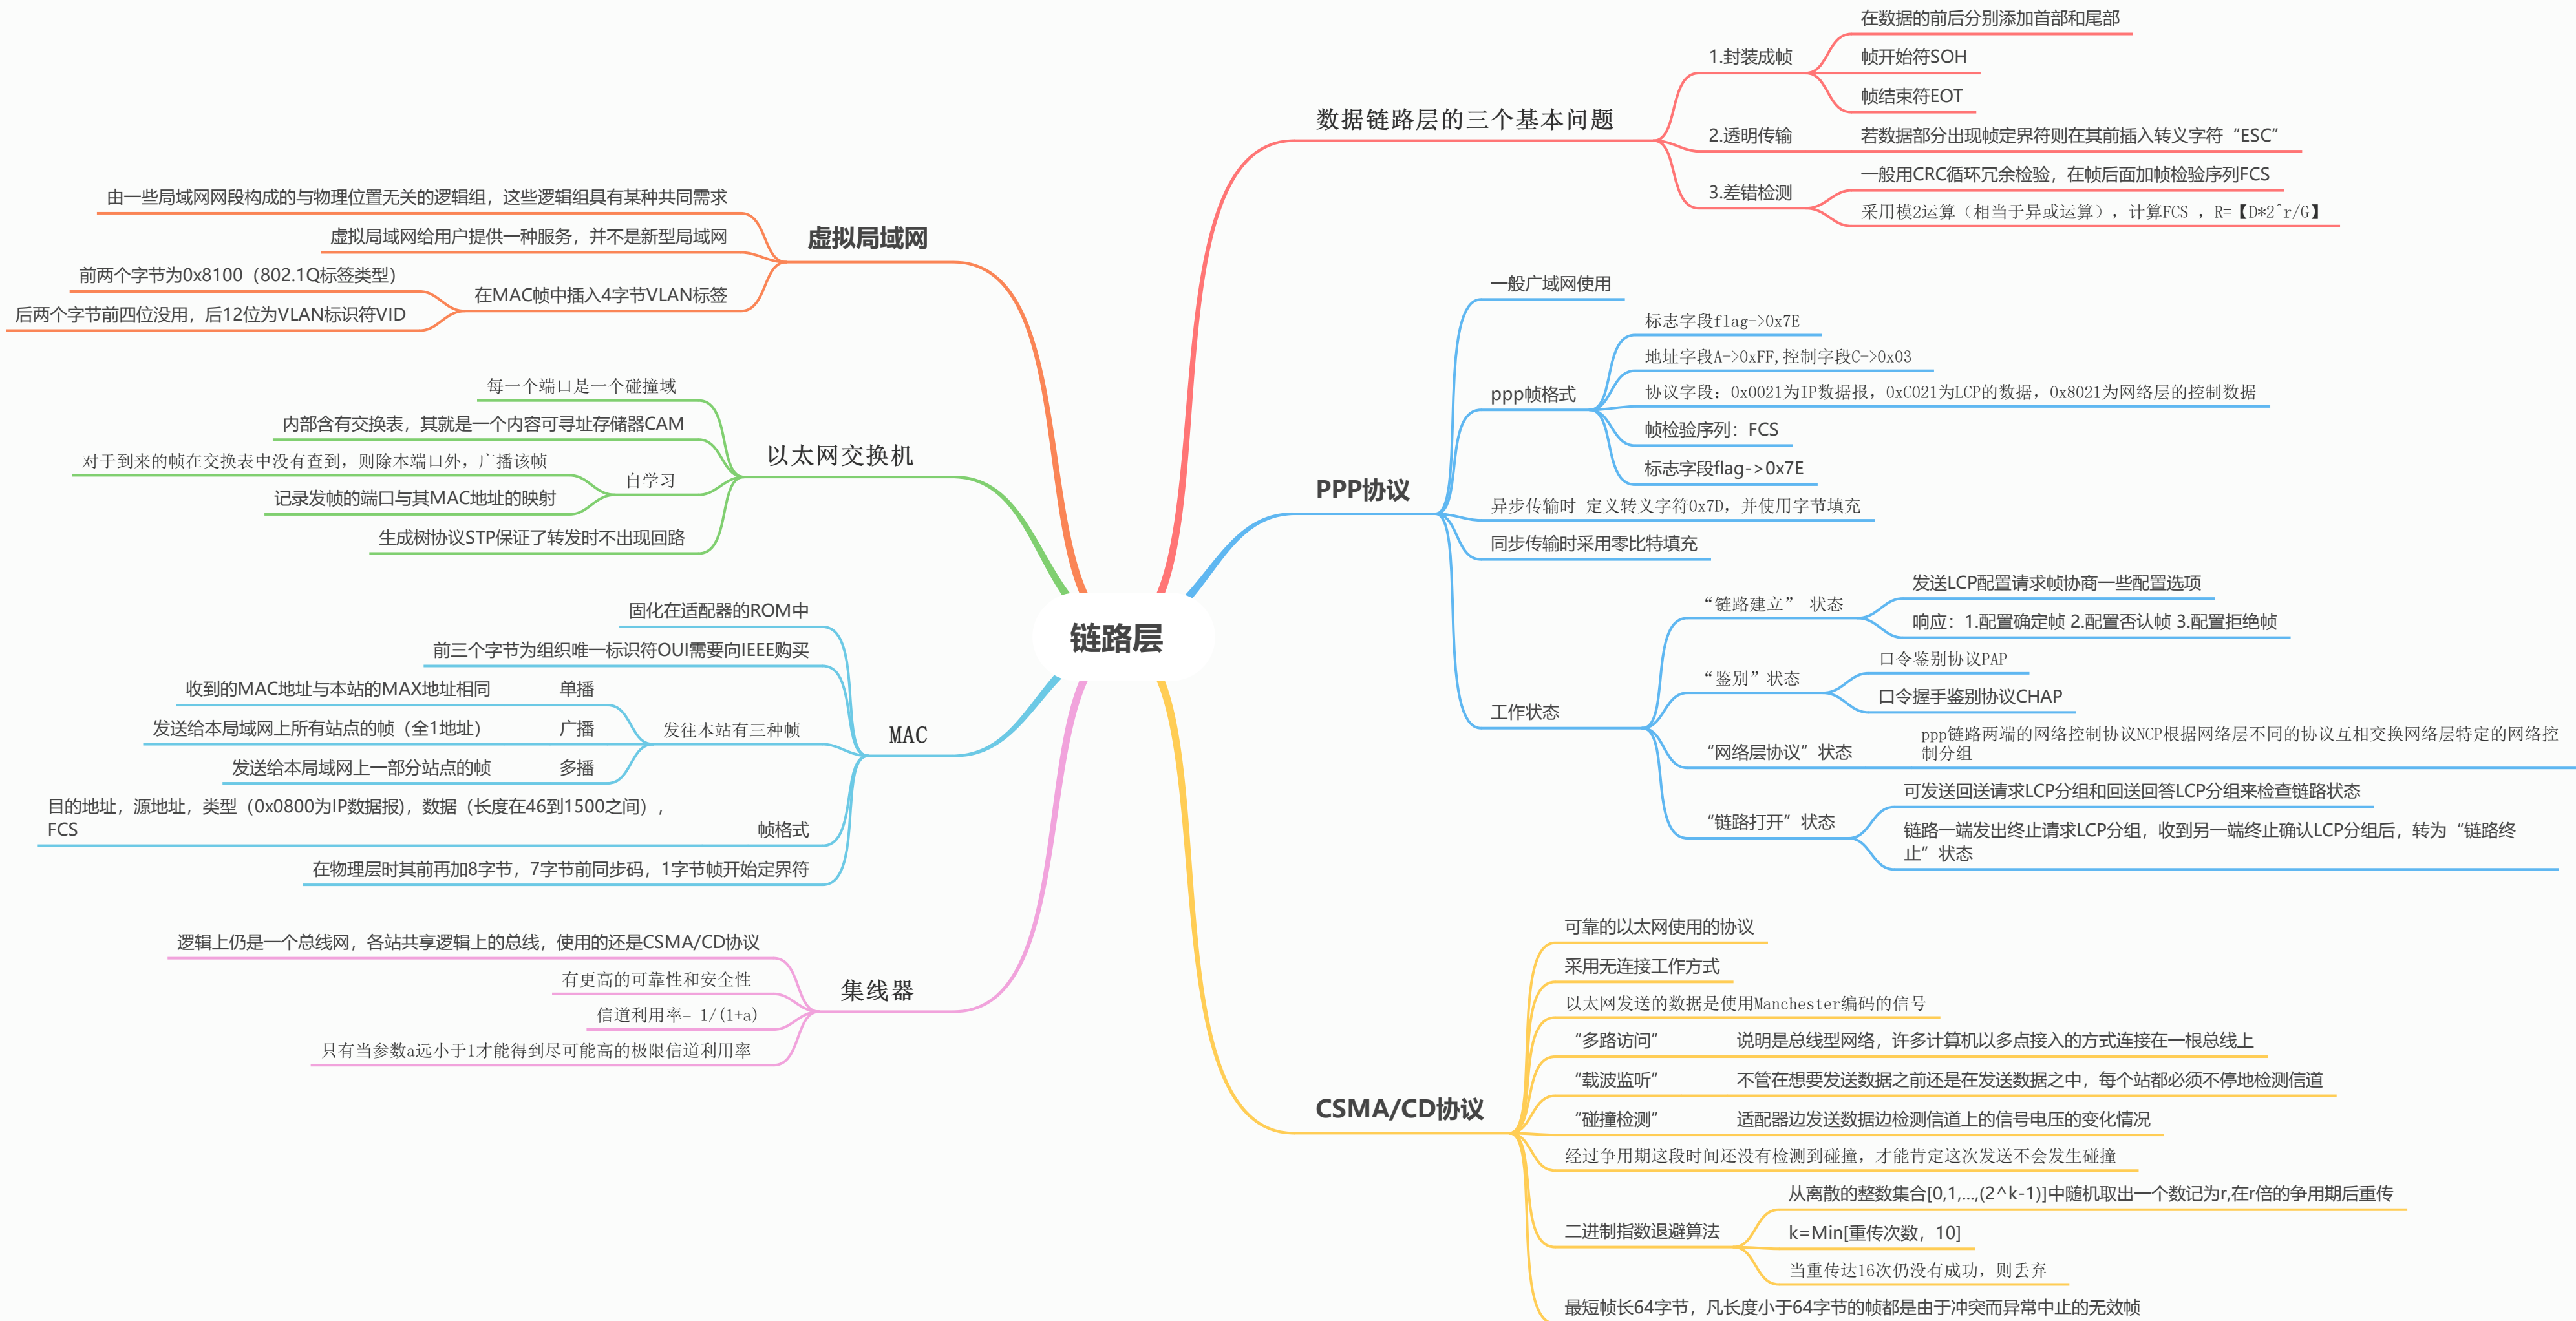 链路层
数据链路层的三个基本问题
1.封装成帧
在数据的前后分别添加首部和尾部
帧开始符SOH
帧结束符EOT
2.透明传输
若数据部分出现帧定界符则在其前插入转义字符“ESC”
3.差错检测
一般用CRC循环冗余检验，在帧后面加帧检验序列FCS
采用模2运算（相当于异或运算），计算FCS ，R=【D*2^r/G】
PPP协议
一般广域网使用
ppp帧格式
标志字段flag->0x7E
地址字段A->0xFF,控制字段C->0x03
协议字段：0x0021为IP数据报，0xC021为LCP的数据，0x8021为网络层的控制数据
帧检验序列：FCS
标志字段flag->0x7E
异步传输时 定义转义字符0x7D，并使用字节填充
同步传输时采用零比特填充
工作状态
“链路建立” 状态
发送LCP配置请求帧协商一些配置选项
响应：1.配置确定帧 2.配置否认帧 3.配置拒绝帧
“鉴别”状态
口令鉴别协议PAP
口令握手鉴别协议CHAP
“网络层协议”状态
ppp链路两端的网络控制协议NCP根据网络层不同的协议互相交换网络层特定的网络控
制分组
“链路打开”状态
可发送回送请求LCP分组和回送回答LCP分组来检查链路状态
链路一端发出终止请求LCP分组，收到另一端终止确认LCP分组后，转为“链路终
止”状态
CSMA/CD协议
可靠的以太网使用的协议
采用无连接工作方式
以太网发送的数据是使用Manchester编码的信号
“多路访问”
说明是总线型网络，许多计算机以多点接入的方式连接在一根总线上
“载波监听”
不管在想要发送数据之前还是在发送数据之中，每个站都必须不停地检测信道
“碰撞检测”
适配器边发送数据边检测信道上的信号电压的变化情况
经过争用期这段时间还没有检测到碰撞，才能肯定这次发送不会发生碰撞
二进制指数退避算法
从离散的整数集合[0,1,...,(2^k-1)]中随机取出一个数记为r,在r倍的争用期后重传
k=Min[重传次数，10]
当重传达16次仍没有成功，则丢弃
最短帧长64字节，凡长度小于64字节的帧都是由于冲突而异常中止的无效帧
虚拟局域网
由一些局域网网段构成的与物理位置无关的逻辑组，这些逻辑组具有某种共同需求
虚拟局域网给用户提供一种服务，并不是新型局域网
在MAC帧中插入4字节VLAN标签
前两个字节为0x8100（802.1Q标签类型）
后两个字节前四位没用，后12位为VLAN标识符VID
以太网交换机
每一个端口是一个碰撞域
内部含有交换表，其就是一个内容可寻址存储器CAM
自学习
对于到来的帧在交换表中没有查到，则除本端口外，广播该帧
记录发帧的端口与其MAC地址的映射
生成树协议STP保证了转发时不出现回路
MAC
固化在适配器的ROM中
前三个字节为组织唯一标识符OUI需要向IEEE购买
发往本站有三种帧
单播
收到的MAC地址与本站的MAX地址相同
广播
发送给本局域网上所有站点的帧（全1地址）
多播
发送给本局域网上一部分站点的帧
帧格式
目的地址，源地址，类型（0x0800为IP数据报)，数据（长度在46到1500之间），
FCS
在物理层时其前再加8字节，7字节前同步码，1字节帧开始定界符
集线器
逻辑上仍是一个总线网，各站共享逻辑上的总线，使用的还是CSMA/CD协议
有更高的可靠性和安全性
信道利用率= 1/(1+a)
只有当参数a远小于1才能得到尽可能高的极限信道利用率